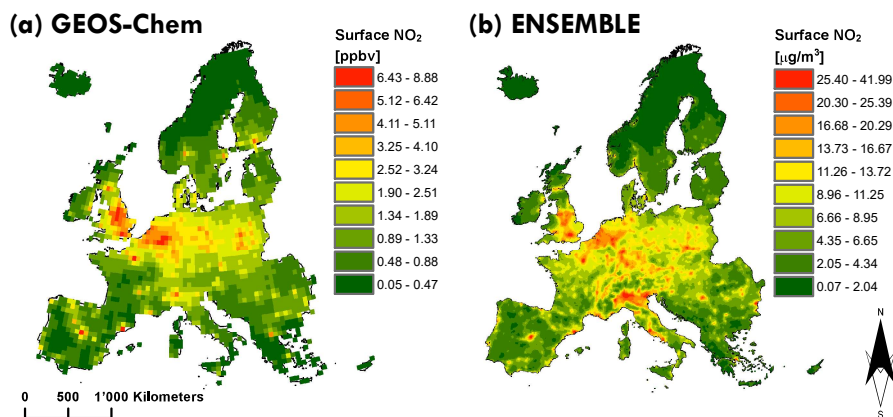 (a) GEOS-Chem
Surface NO₂
[ppbv]
6.43 - 8.88
5.12 - 6.42
4.11 - 5.11
3.25 - 4.10
2.52 - 3.24
1.90 - 2.51
1.34 - 1.89
0.89 - 1.33
0.48 - 0.88
0.05 - 0.47
0 500 1'000 Kilometers
(b) ENSEMBLE
Surface NO₂
[µg/m³]
25.40 - 41.99
20.30 - 25.39
16.68 - 20.29
13.73 - 16.67
11.26 - 13.72
8.96 - 11.25
6.66 - 8.95
4.35 - 6.65
2.05 - 4.34
0.07 - 2.04
N
S